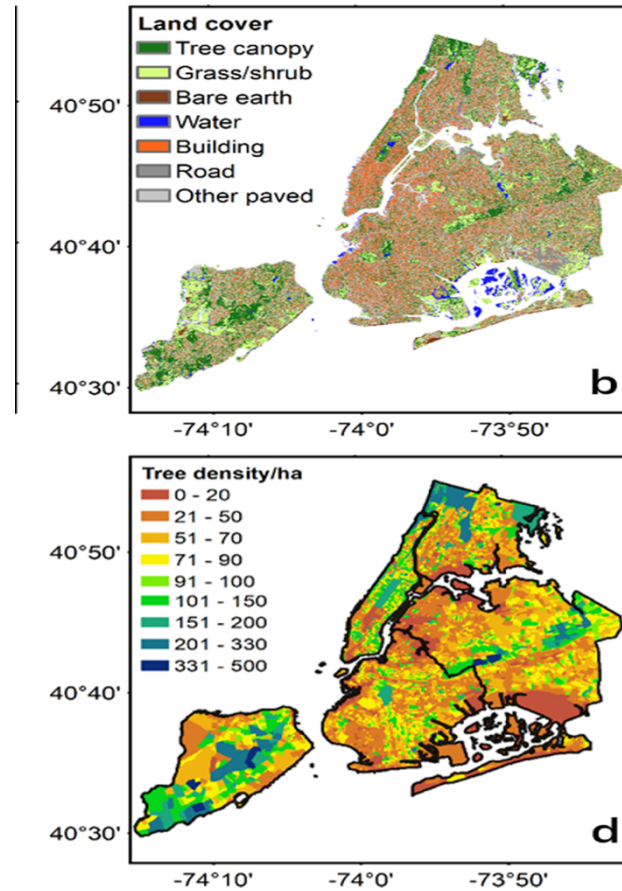 Land cover
Tree canopy
Grass/shrub
Bare earth
Water
Building
Road
Other paved
40°50'
40°40'
40°30'
b
-74°10'
-74°0'
-73°50'
Tree density/ha
0 - 20
21 - 50
51 - 70
71 - 90
91 - 100
101 - 150
151 - 200
201 - 330
331 - 500
40°50'
40°40'
40°30'
d
-74°10'
-74°0'
-73°50'